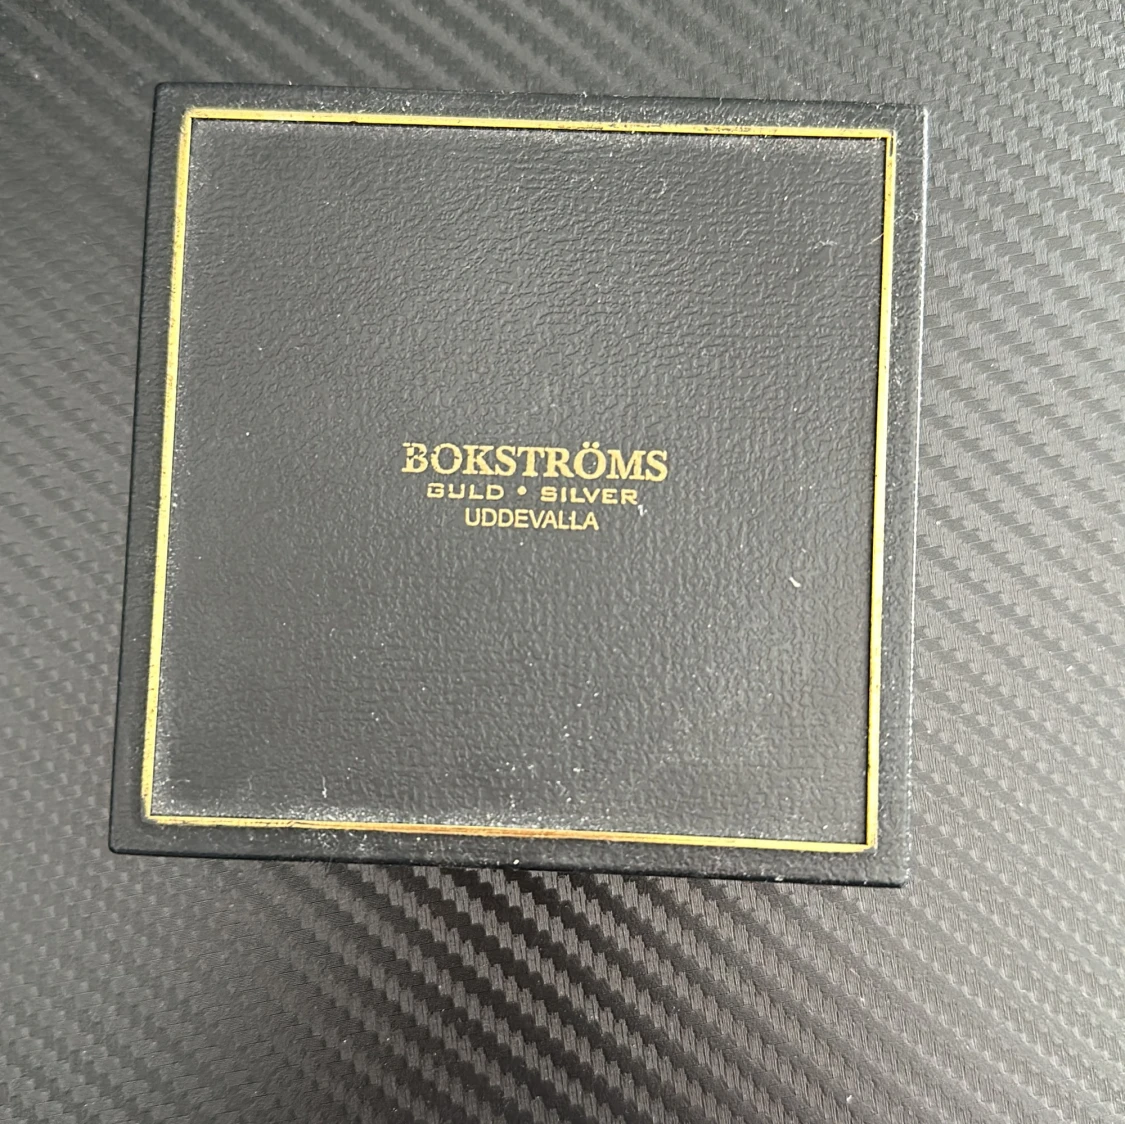 BOKSTRÖMS
GULD • SILVER
UDDEVALLA